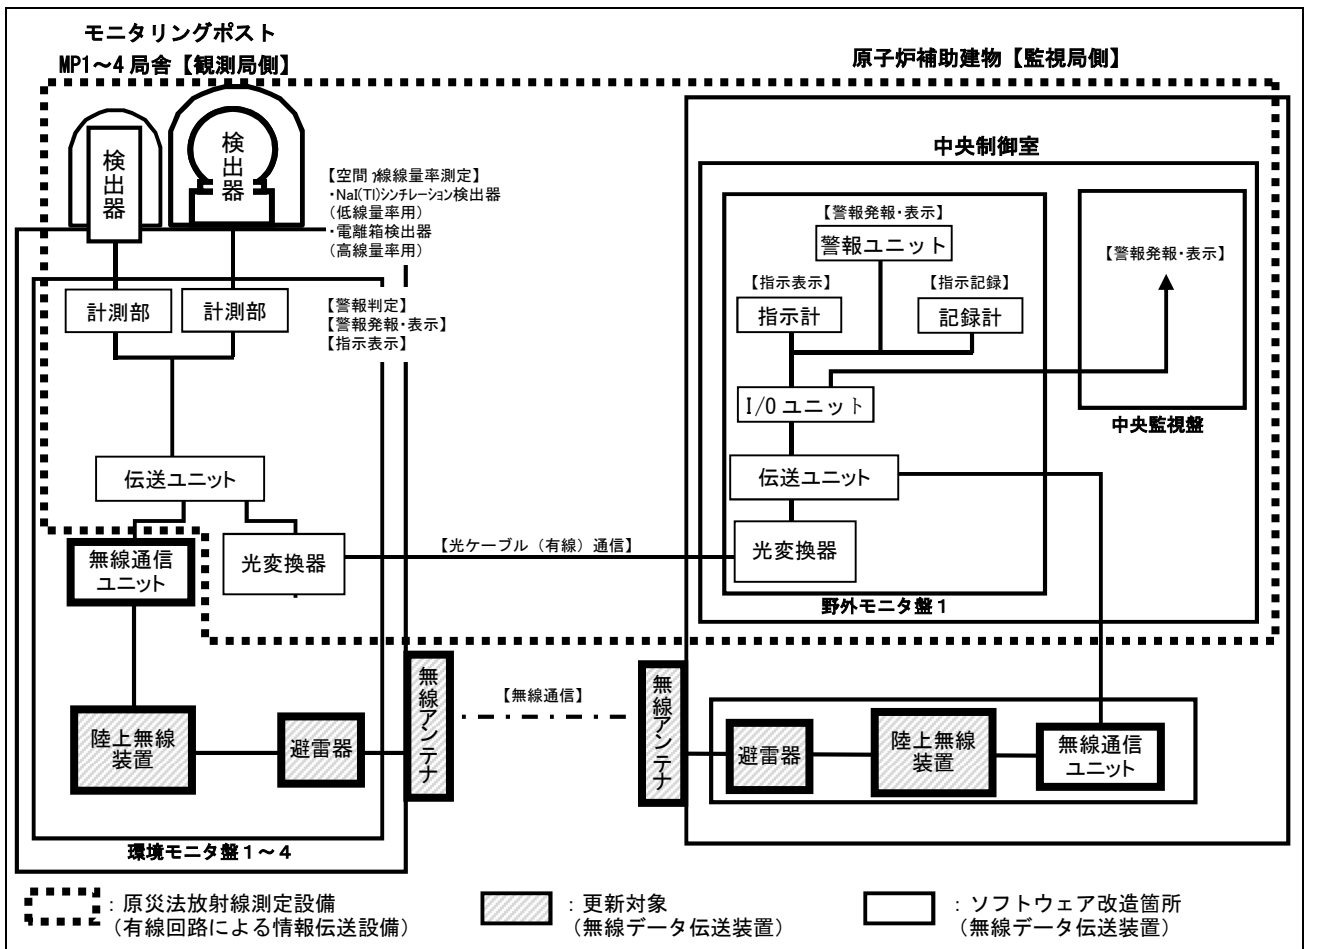 モニタリングポスト
MP1～4 局舎【観測局側】
原子炉補助建物【監視局側】
検出器
検出器
【空間γ線線量率測定】
・NaI(Tl)シンチレーション検出器
（低線量率用）
・電離箱検出器
（高線量率用）
計測部
計測部
【警報判定】
【警報発報・表示】
【指示表示】
伝送ユニット
無線通信
ユニット
光変換器
陸上無線
装置
避雷器
無線アンテナ
環境モニタ盤１～４
【光ケーブル（有線）通信】
【無線通信】
中央制御室
【警報発報・表示】
警報ユニット
【指示表示】
指示計
【指示記録】
記録計
I/O ユニット
伝送ユニット
光変換器
野外モニタ盤１
【警報発報・表示】
中央監視盤
無線アンテナ
避雷器
陸上無線
装置
無線通信
ユニット
：原災法放射線測定設備
（有線回路による情報伝送設備）
：更新対象
（無線データ伝送装置）
：ソフトウェア改造箇所
（無線データ伝送装置）